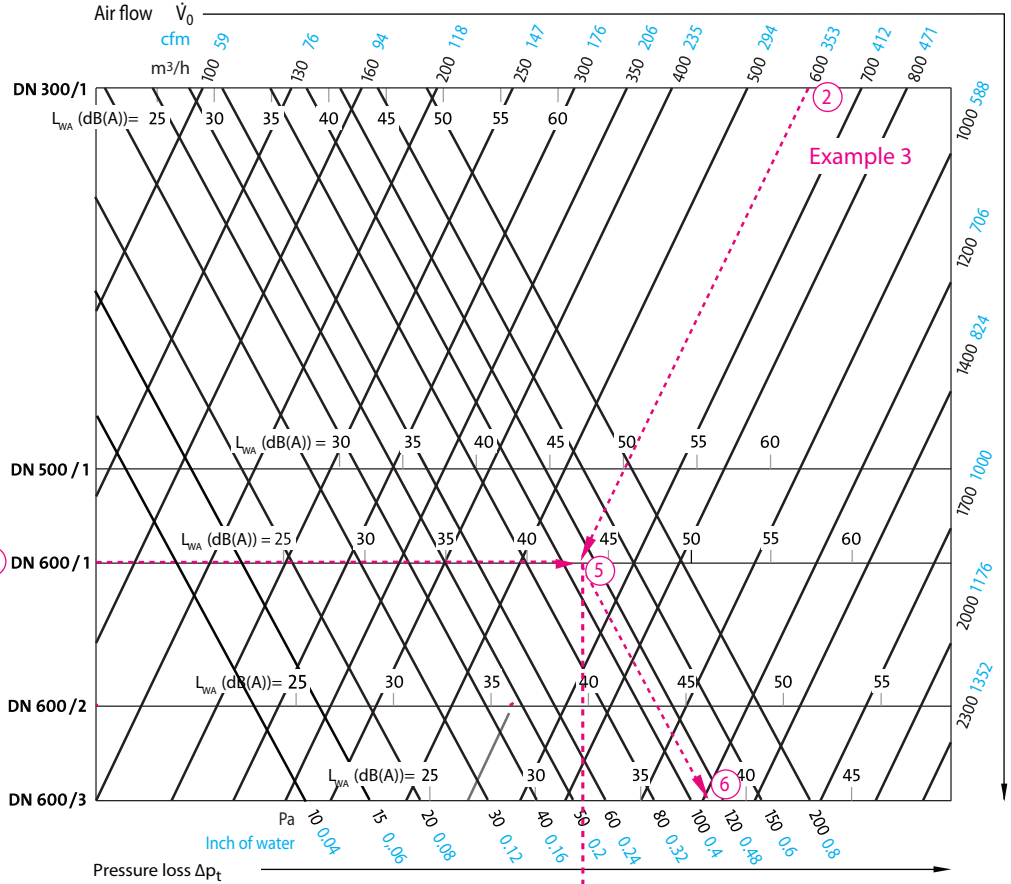 Air flow V̇₀
cfm 59 76 94 118 147 176 206 235 294 353 412 471
m³/h 100 130 160 200 250 300 350 400 500 600 700 800
DN 300/1
2
1000 588
L_WA (dB(A))= 25 30 35 40 45 50 55 60
Example 3
1200 706
1400 824
L_WA (dB(A)) = 30 35 40 45 50 55 60
DN 500 / 1
1700 1000
L_WA (dB(A)) = 25 30 35 40 45 50 55 60
DN 600 / 1
5
2000 1176
L_WA (dB(A))= 25 30 35 40 45 50 55
DN 600 /2
2300 1352
L_WA (dB(A))= 25 30 35 40 45
6
DN 600 /3
Pa 10 15 20 30 40 50 60 80 100 120 150 200
Inch of water 0.04 0,.06 0.08 0.12 0.16 0.2 0.24 0.32 0.4 0.48 0.6 0.8
Pressure loss Δpt